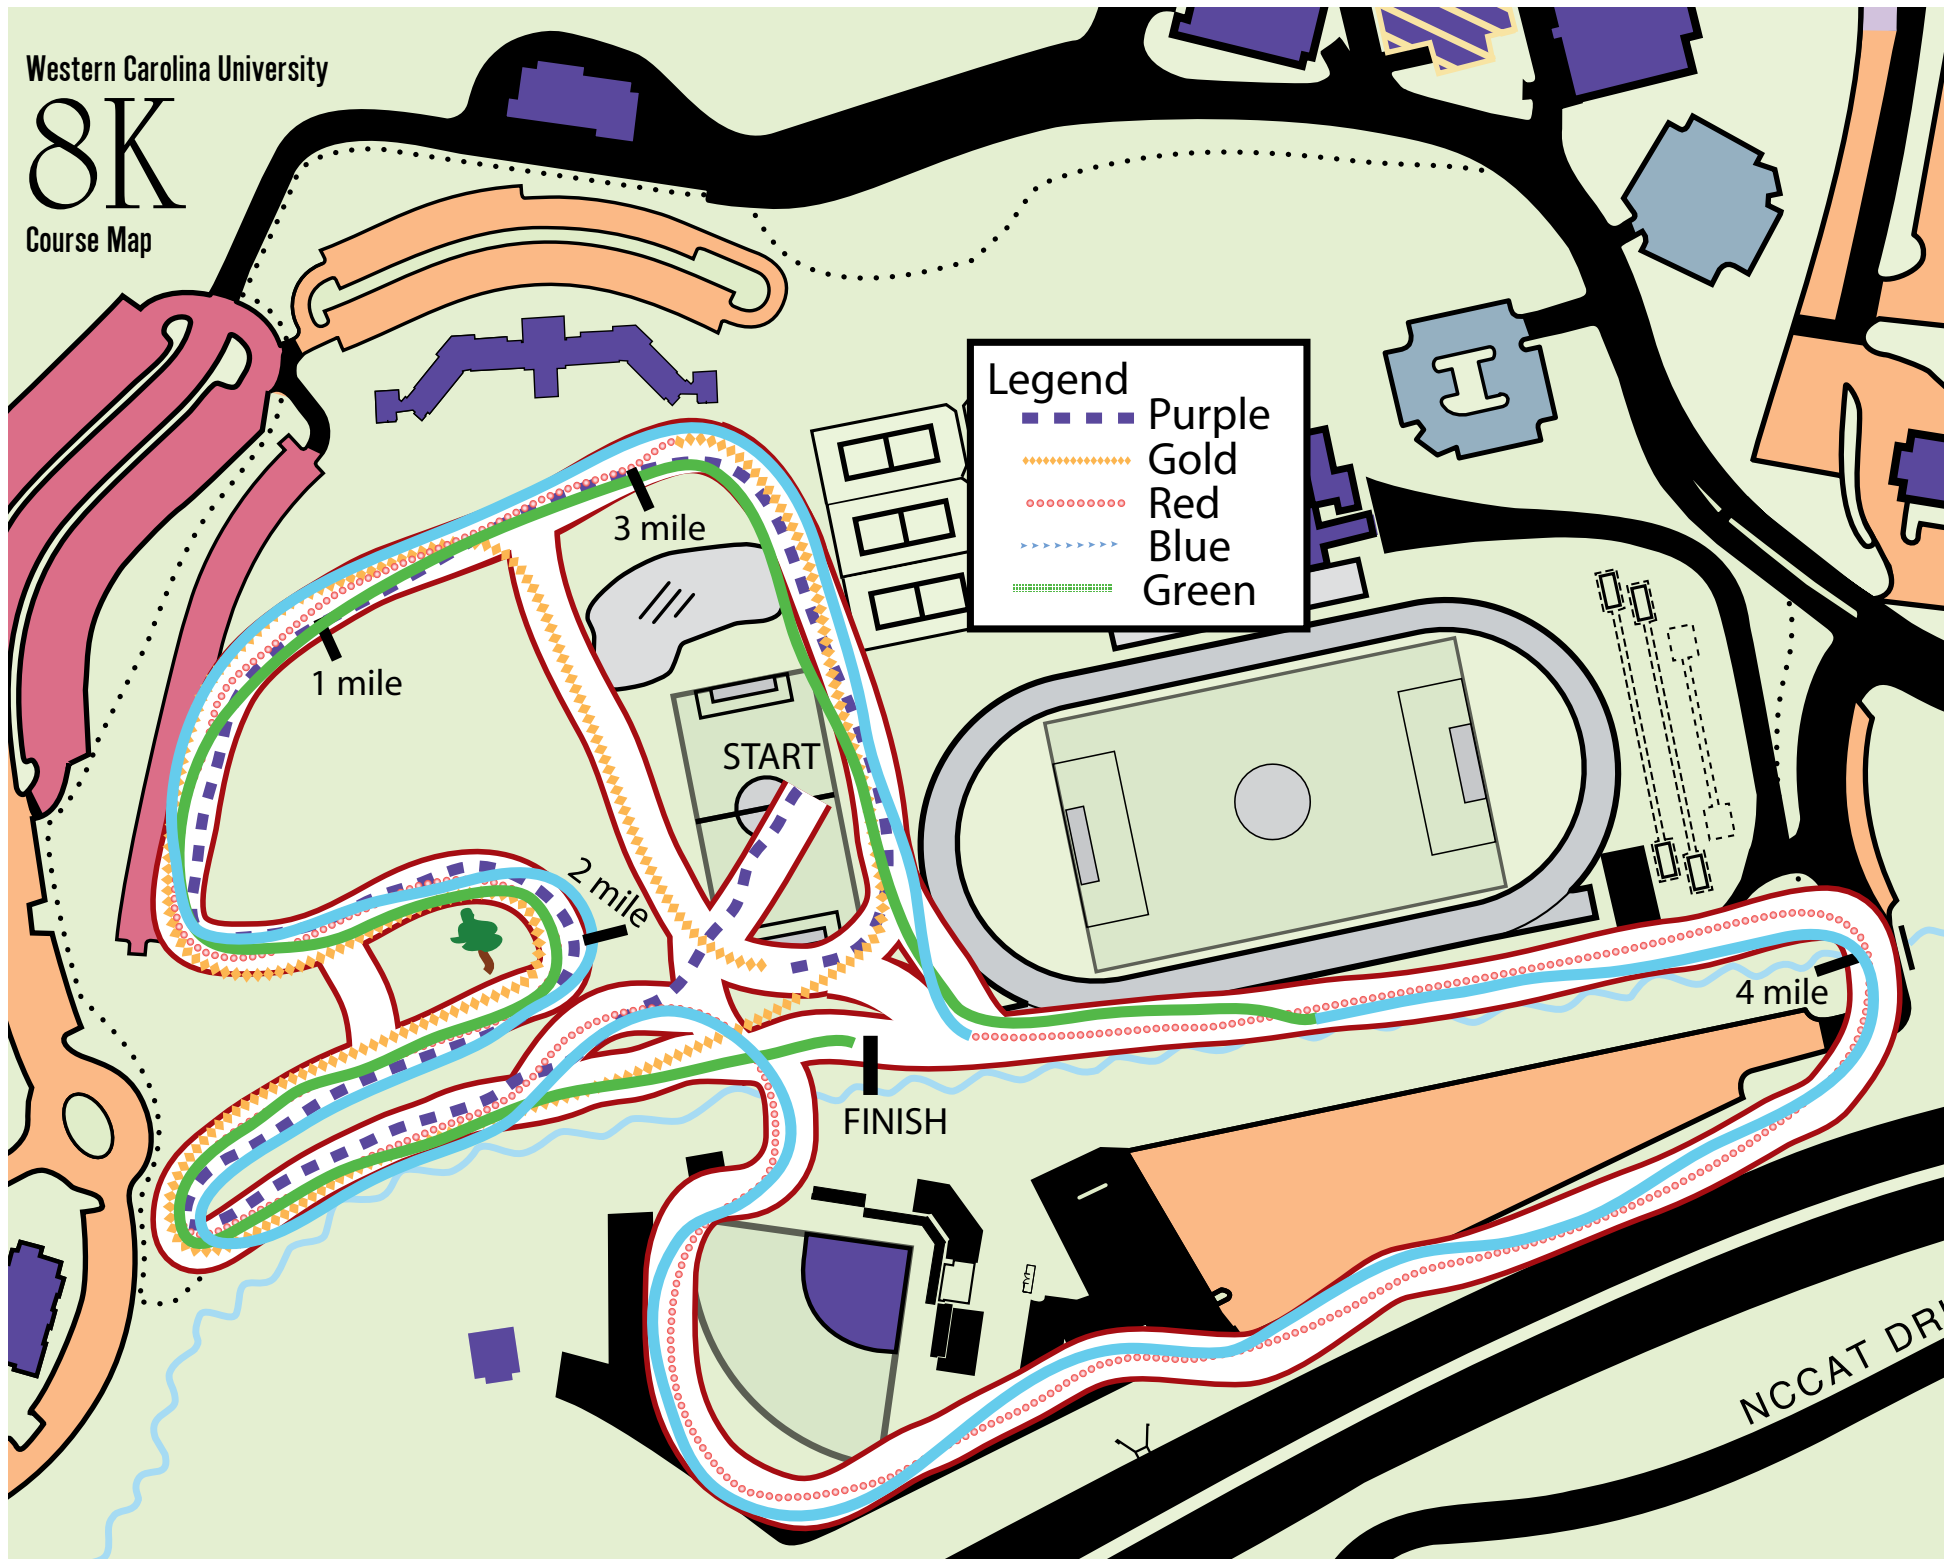 Western Carolina University
8K
Course Map
Legend
Purple
Gold
Red
Blue
Green
3 mile
1 mile
START
2 mile
4 mile
FINISH
NCCAT DRI